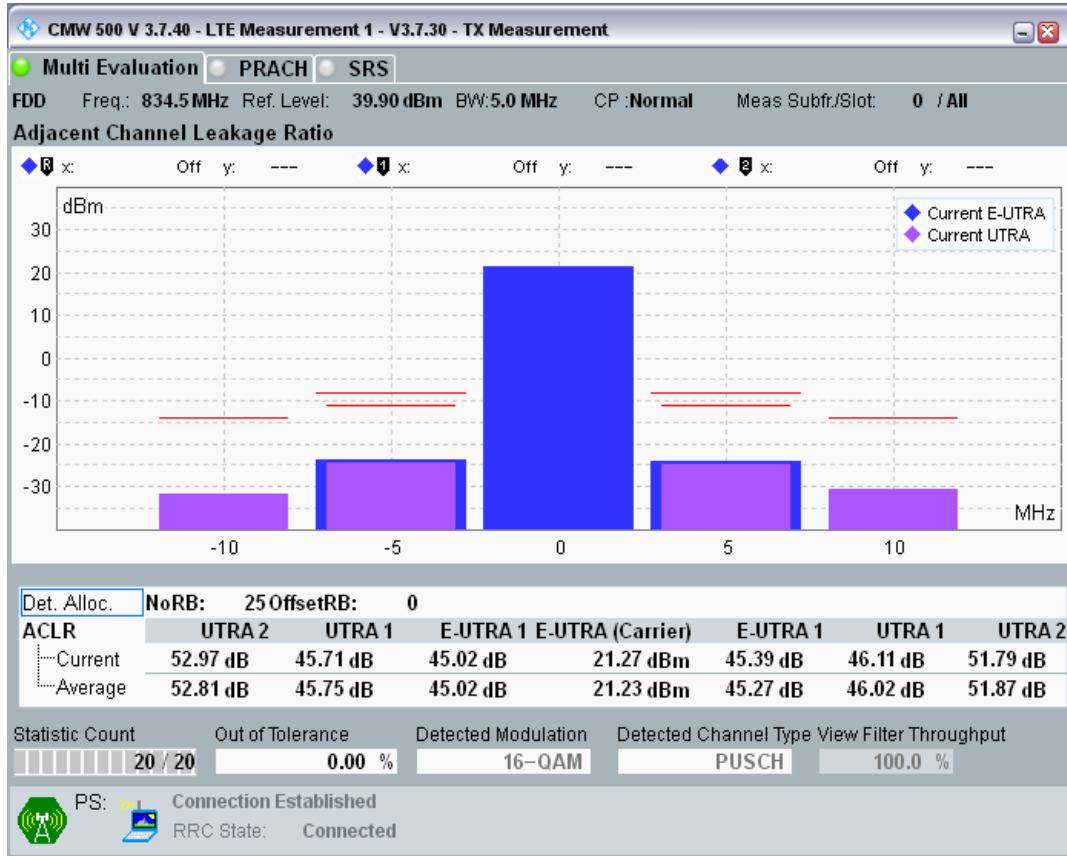 CMW 500 V 3.7.40 - LTE Measurement 1 - V3.7.30 - TX Measurement
Multi Evaluation PRACH SRS
FDD Freq.: 834.5 MHz Ref. Level: 39.90 dBm BW:5.0 MHz CP :Normal Meas Subfr./Slot: 0 / All
Adjacent Channel Leakage Ratio
R x: Off y: --- 1 x: Off y: --- 2 x: Off y: ---
dBm
Current E-UTRA
Current UTRA
30
20
10
0
-10
-20
-30
MHz
-10 -5 0 5 10
Det. Alloc. NoRB: 25 OffsetRB: 0
ACLR UTRA 2 UTRA 1 E-UTRA 1 E-UTRA (Carrier) E-UTRA 1 UTRA 1 UTRA 2
Current 52.97 dB 45.71 dB 45.02 dB 21.27 dBm 45.39 dB 46.11 dB 51.79 dB
Average 52.81 dB 45.75 dB 45.02 dB 21.23 dBm 45.27 dB 46.02 dB 51.87 dB
Statistic Count Out of Tolerance Detected Modulation Detected Channel Type View Filter Throughput
20 / 20 0.00 % 16-QAM PUSCH 100.0 %
PS: Connection Established
RRC State: Connected